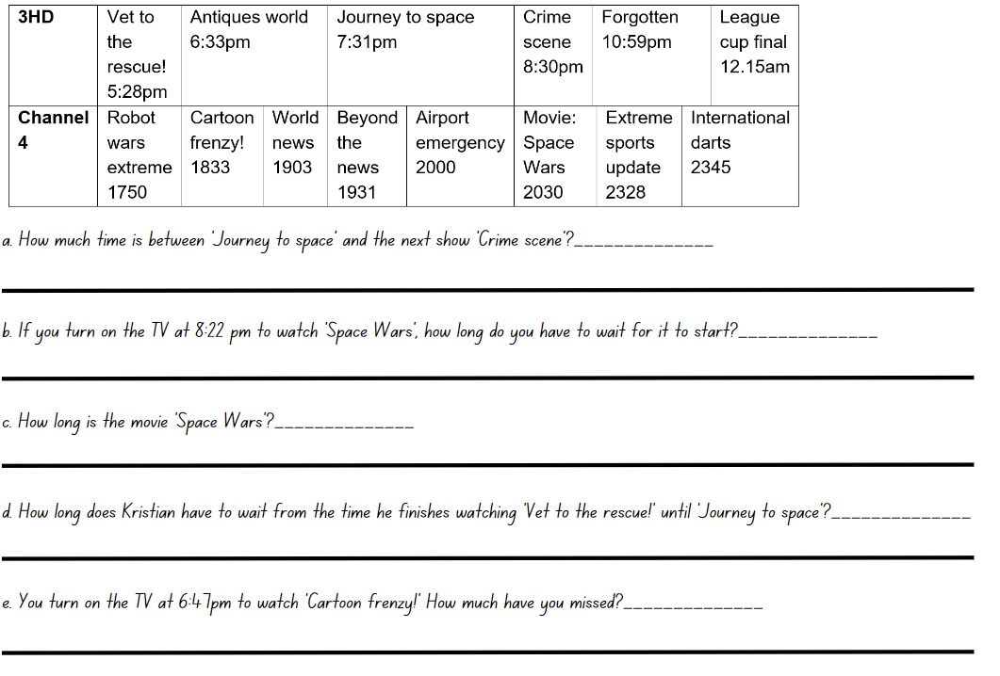 3HD Vet to Antiques world Journey to space Crime Forgotten League
the 6:33pm 7:31pm scene 10:59pm cup final
rescue! 8:30pm 12.15am
5:28pm
Channel Robot Cartoon World Beyond Airport Movie: Extreme International
4 wars frenzy! news the emergency Space sports darts
extreme 1833 1903 news 2000 Wars update 2345
1750 1931 2030 2328
a. How much time is between 'Journey to space' and the next show 'Crime scene'?______________
b. If you turn on the TV at 8:22 pm to watch 'Space Wars', how long do you have to wait for it to start?______________
c. How long is the movie 'Space Wars'?______________
d. How long does Kristian have to wait from the time he finishes watching 'Vet to the rescue!' until 'Journey to space'?______________
e. You turn on the TV at 6:47pm to watch 'Cartoon frenzy!' How much have you missed?______________